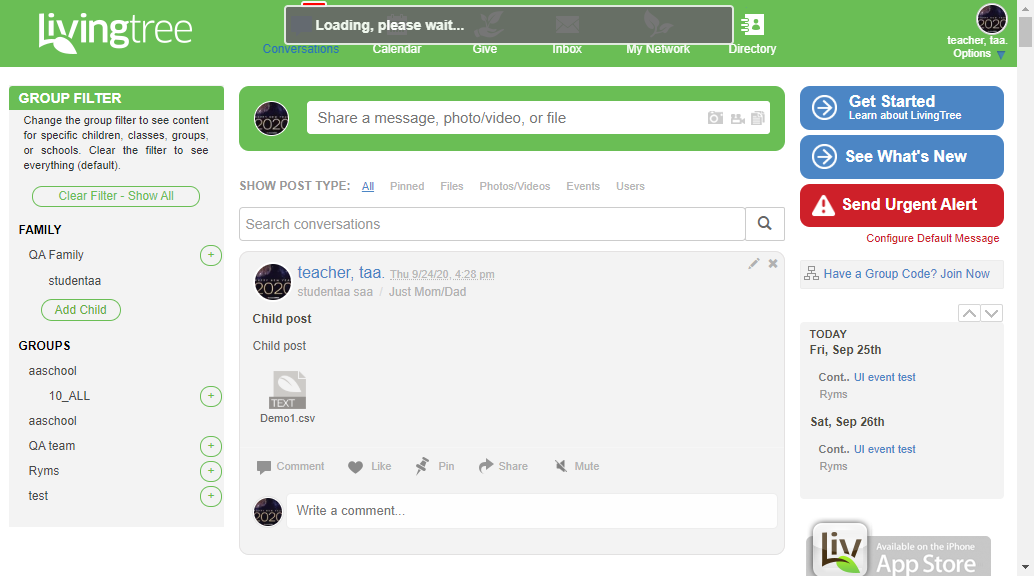 livingtree
Loading, please wait...
Conversations
Calendar
Give
Inbox
My Network
Directory
2020
teacher, taa.
Options
GROUP FILTER
Change the group filter to see content
for specific children, classes, groups,
or schools. Clear the filter to see
everything (default).
Clear Filter - Show All
FAMILY
QA Family
+
studentaa
Add Child
GROUPS
aaschool
10_ALL
+
aaschool
QA team
+
Ryms
+
test
+
2020
Share a message, photo/video, or file
SHOW POST TYPE: All Pinned Files Photos/Videos Events Users
Search conversations
2020
teacher, taa. Thu 9/24/20, 4:28 pm
studentaa saa / Just Mom/Dad
Child post
Child post
TEXT
Demo1.csv
Comment Like Pin Share Mute
2020
Write a comment...
Get Started
Learn about LivingTree
See What's New
Send Urgent Alert
Configure Default Message
Have a Group Code? Join Now
TODAY
Fri, Sep 25th
Cont.. UI event test
Ryms
Sat, Sep 26th
Cont.. UI event test
Ryms
Liv
Available on the iPhone
App Store